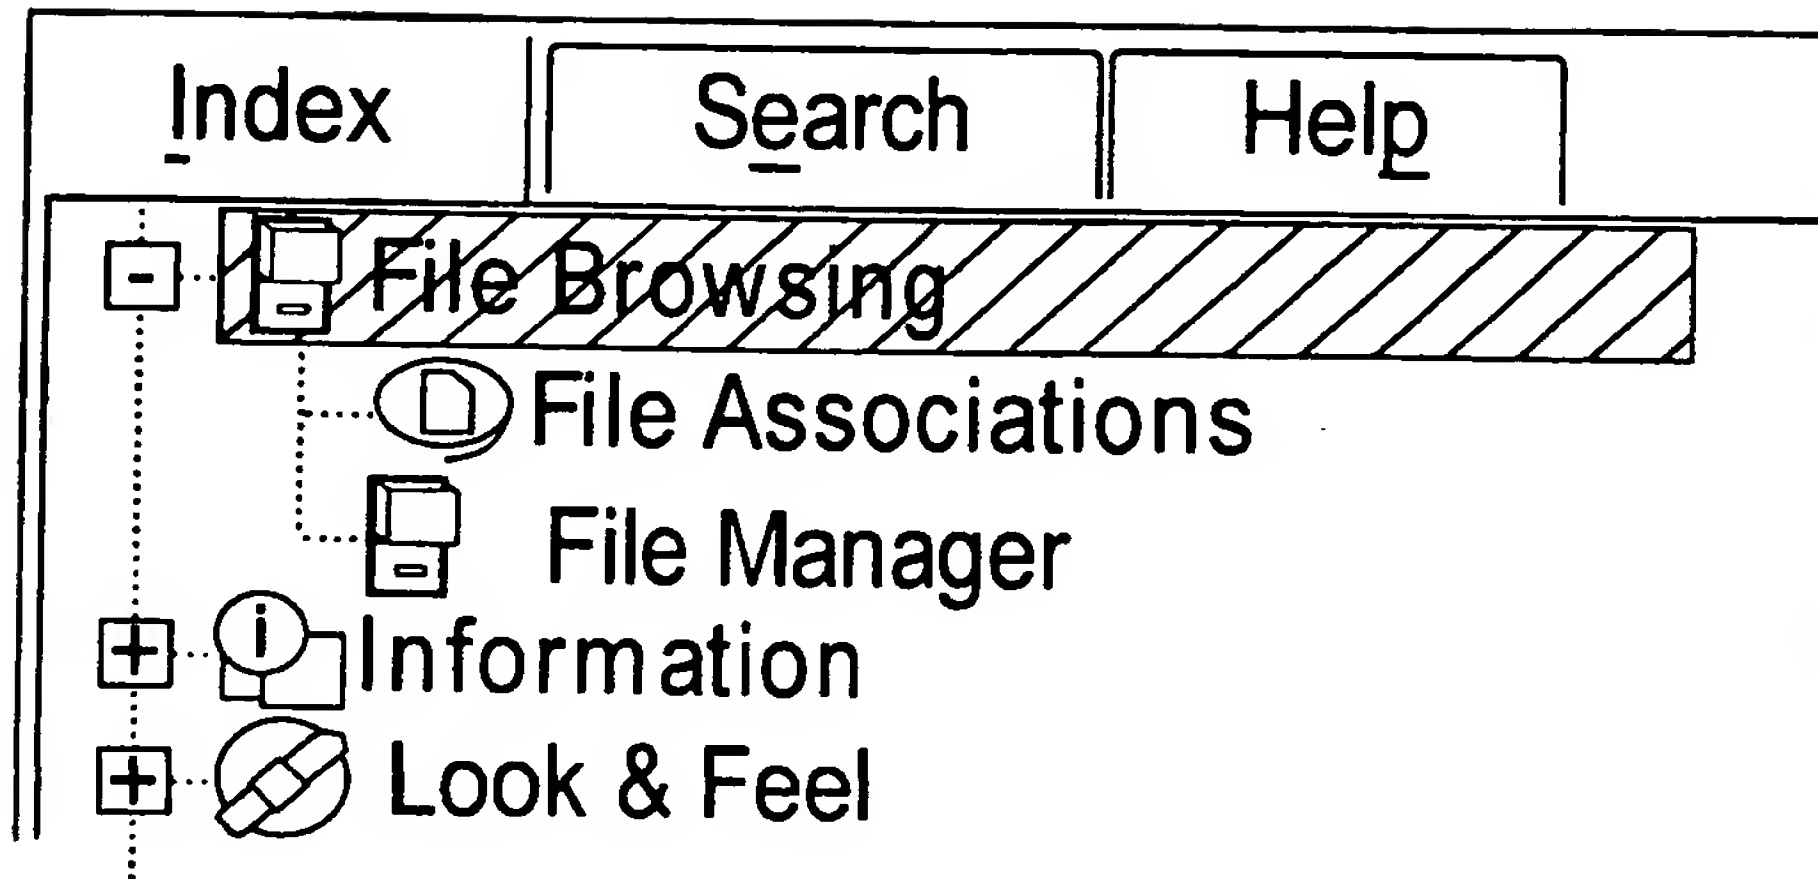 Index Search Help
- File Browsing
File Associations
File Manager
+ i Information
+ Look & Feel